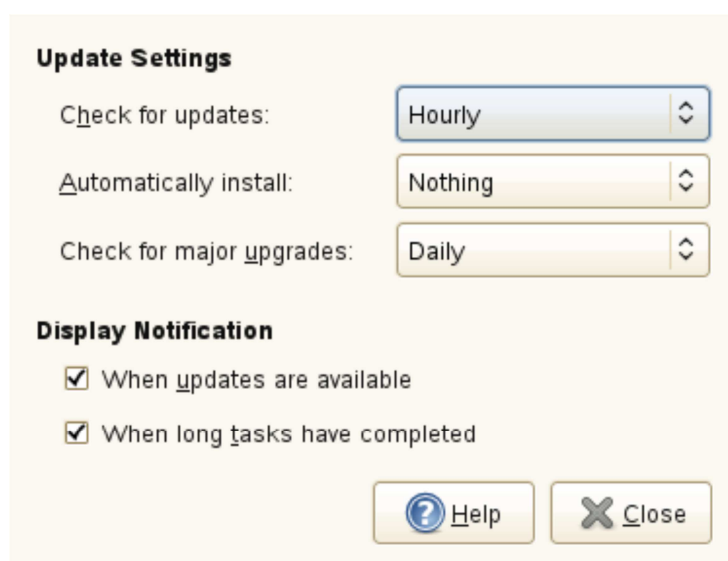 Update Settings
Check for updates: Hourly
Automatically install: Nothing
Check for major upgrades: Daily
Display Notification
When updates are available
When long tasks have completed
Help Close